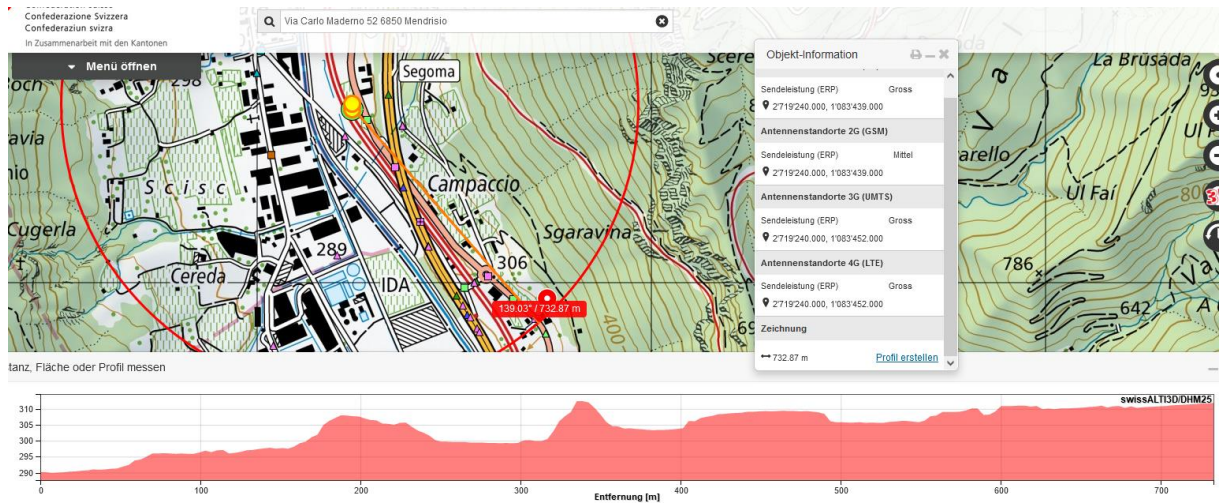 Confederazione Svizzera
Confederaziun svizra
In Zusammenarbeit mit den Kantonen
Via Carlo Maderno 52 6850 Mendrisio
Menü öffnen
Objekt-Information
Sendeleistung (ERP) Gross
2'719'240.000, 1'083'439.000
Antennenstandorte 2G (GSM)
Sendeleistung (ERP) Mittel
2'719'240.000, 1'083'439.000
Antennenstandorte 3G (UMTS)
Sendeleistung (ERP) Gross
2'719'240.000, 1'083'452.000
Antennenstandorte 4G (LTE)
Sendeleistung (ERP) Gross
2'719'240.000, 1'083'452.000
Zeichnung
732.87 m Profil erstellen
Segoma
298
La Brüsada
avia
arello
Scisc
Campaccio
Ul Faí
Cugerla
Sgaravina
289
306
786
Cereda
IDA
139.03° / 732.87 m
400
642
tanz, Fläche oder Profil messen
swissALTI3D/DHM25
310
305
300
295
290
0 100 200 300 400 500 600 700
Entfernung [m]